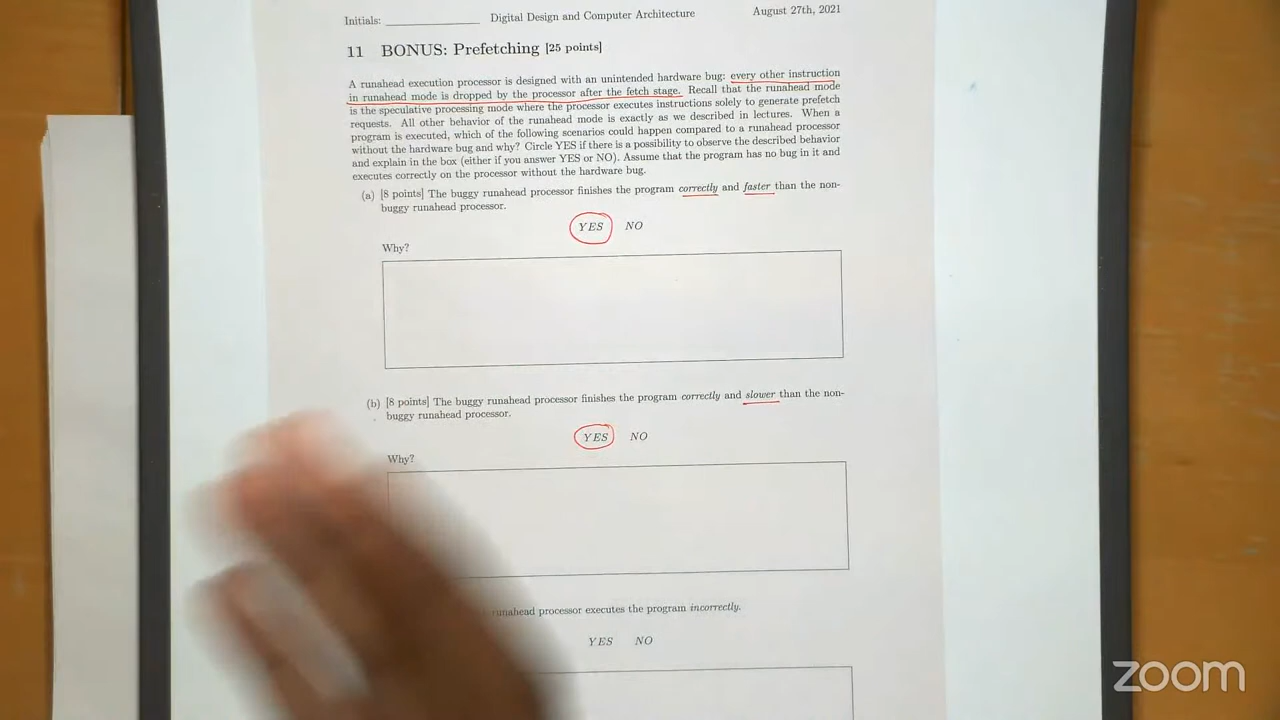 Initials: Digital Design and Computer Architecture August 27th, 2021
11 BONUS: Prefetching [25 points]
A runahead execution processor is designed with an unintended hardware bug: every other instruction
in runahead mode is dropped by the processor after the fetch stage. Recall that the runahead mode
is the speculative processing mode where the processor executes instructions solely to generate prefetch
requests. All other behavior of the runahead mode is exactly as we described in lectures. When a
program is executed, which of the following scenarios could happen compared to a runahead processor
without the hardware bug and why? Circle YES if there is a possibility to observe the described behavior
and explain in the box (either if you answer YES or NO). Assume that the program has no bug in it and
executes correctly on the processor without the hardware bug.
(a) [8 points] The buggy runahead processor finishes the program correctly and faster than the non-
buggy runahead processor.
YES NO
Why?
(b) [8 points] The buggy runahead processor finishes the program correctly and slower than the non-
buggy runahead processor.
YES NO
Why?
runahead processor executes the program incorrectly.
YES NO
zoom